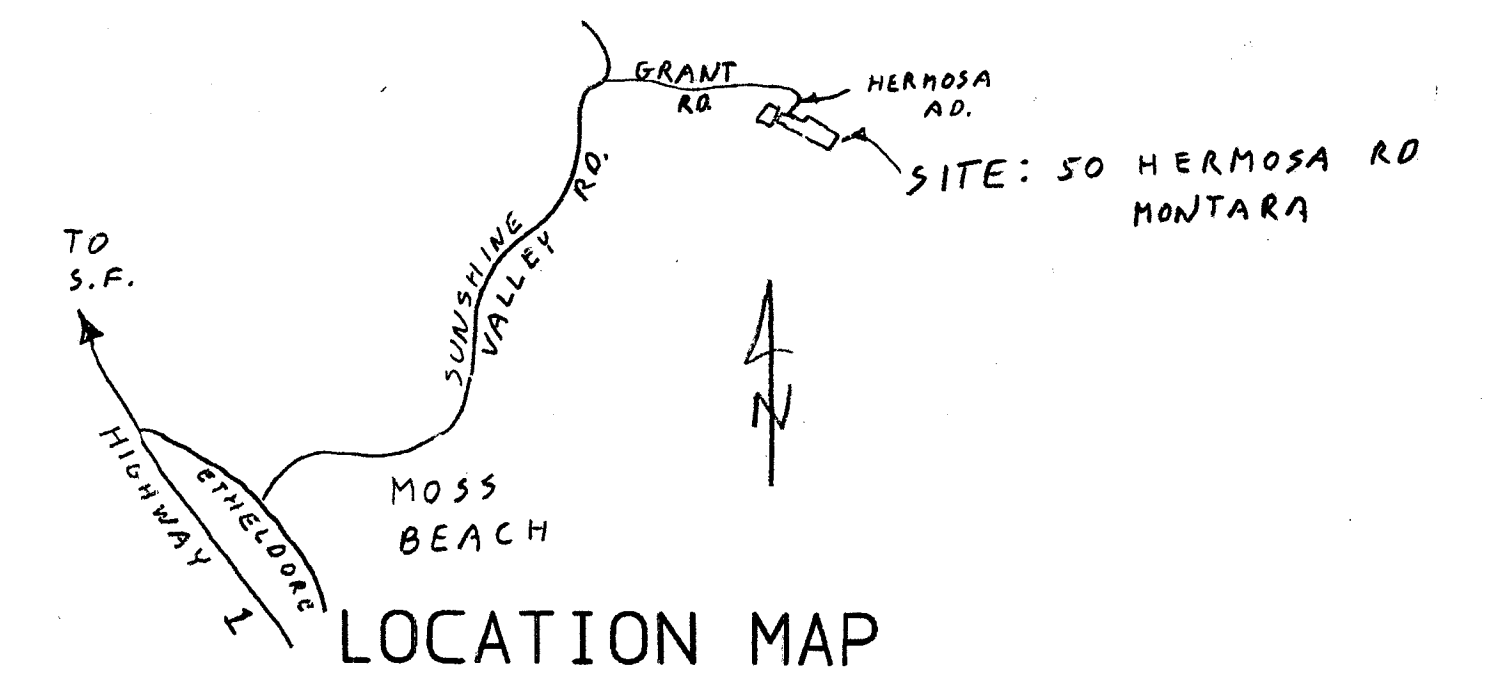 GRANT
RD.
HERMOSA
RD.
SITE: 50 HERMOSA RD
MONTARA
SUNSHINE
VALLEY RD.
TO
S.F.
N
HIGHWAY 1
ETHELDORE
MOSS
BEACH
LOCATION MAP